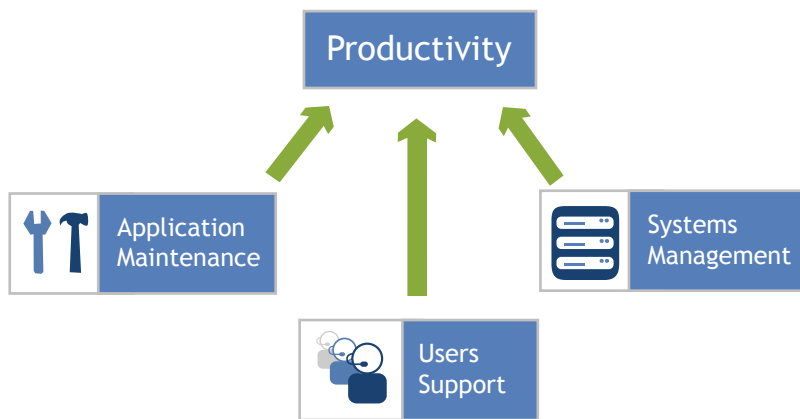 Productivity
Application
Maintenance
Systems
Management
Users
Support